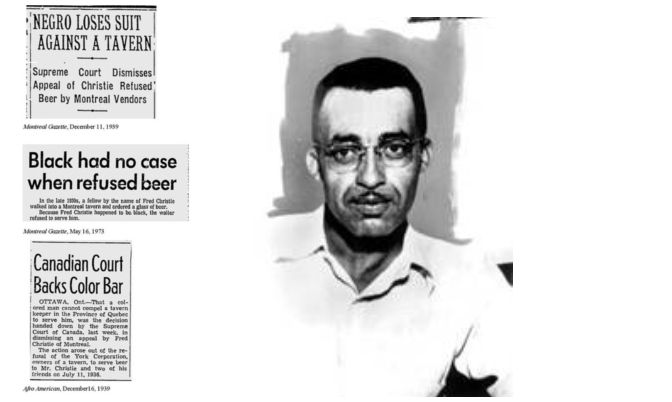 NEGRO LOSES SUIT
AGAINST A TAVERN
Supreme Court Dismisses
Appeal of Christie Refused
Beer by Montreal Vendors
Montreal Gazette, December 11, 1939
Black had no case
when refused beer
In the late 1930s, a fellow by the name of Fred Christie
walked into a Montreal tavern and ordered a glass of beer.
Because Fred Christie happened to be black, the waiter
refused to serve him.
Montreal Gazette, May 16, 1973
Canadian Court
Backs Color Bar
OTTAWA, Ont.—That a col-
ored man cannot compel a tavern
keeper in the Province of Quebec
to serve him, was the decision
handed down by the Supreme
Court of Canada, last week, in
dismissing an appeal by Fred
Christie of Montreal.
The action arose out of the re-
fusal of the York Corporation,
owners of a tavern, to serve beer
to Mr. Christie and two of his
friends on July 11, 1936.
Afro American, December16, 1939